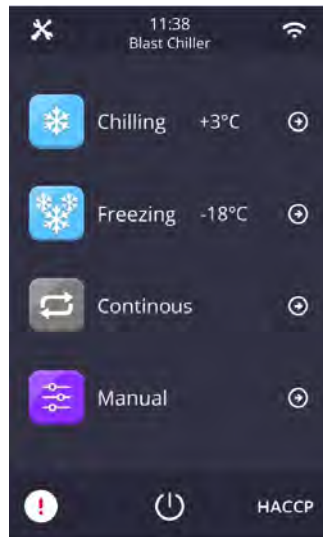 11:38
Blast Chiller
Chilling +3°C
Freezing -18°C
Continous
Manual
HACCP